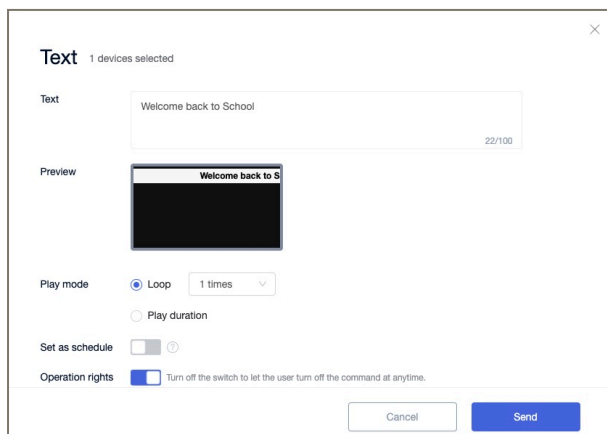 Text 1 devices selected
Text
Welcome back to School
22/100
Preview
Welcome back to S
Play mode
Loop 1 times
Play duration
Set as schedule ?
Operation rights Turn off the switch to let the user turn off the command at anytime.
Cancel Send